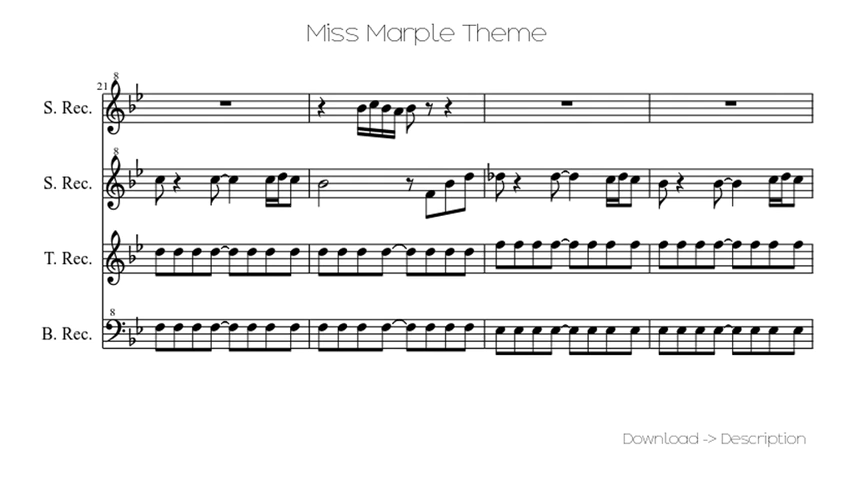 Miss Marple Theme
21
8
S. Rec.
8
S. Rec.
T. Rec.
8
B. Rec.
Download -> Description